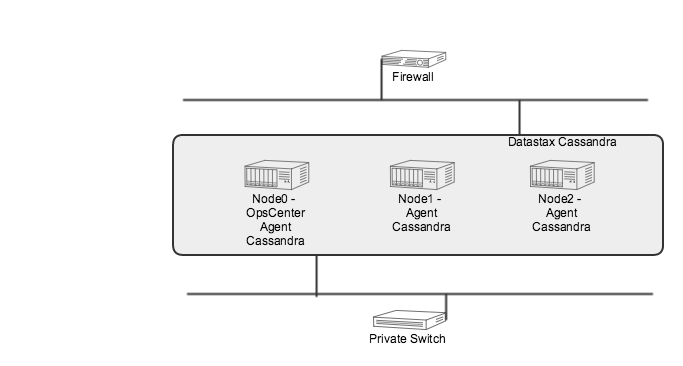 Firewall
Datastax Cassandra
Node0 -
OpsCenter
Agent
Cassandra
Node1 -
Agent
Cassandra
Node2 -
Agent
Cassandra
Private Switch